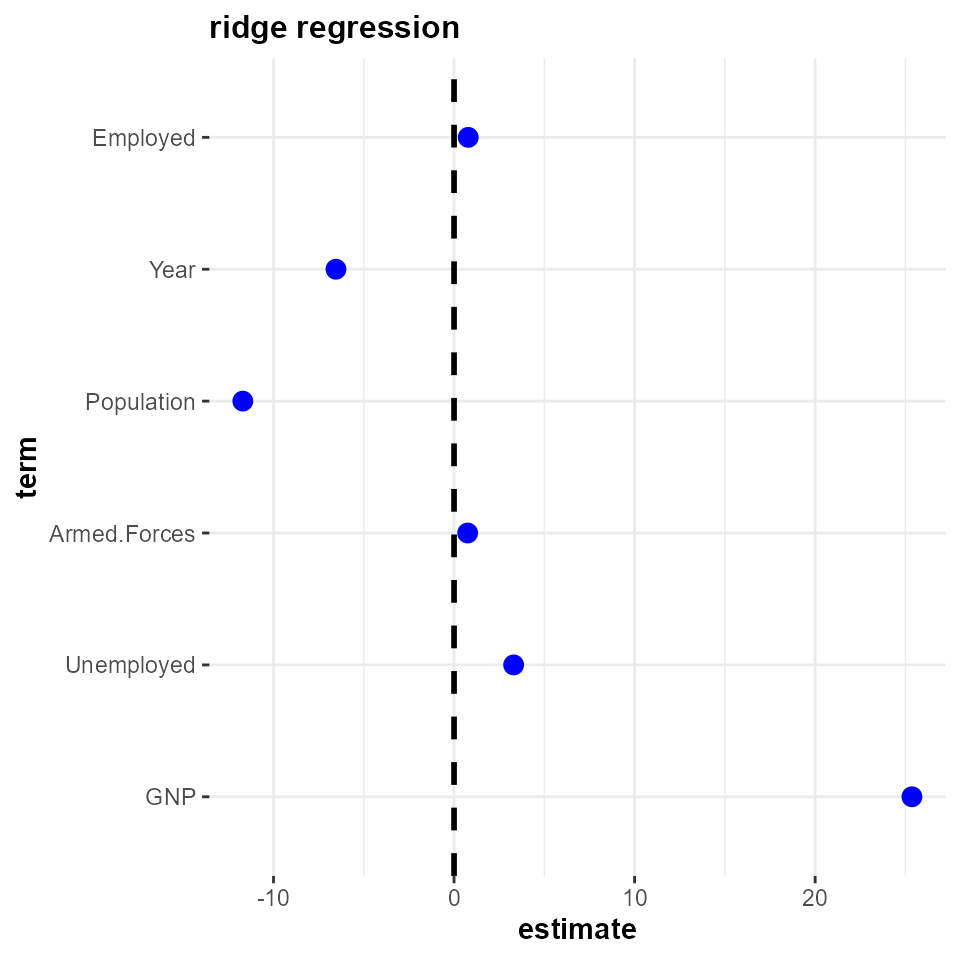 ridge regression
Employed
Year
Population
Armed.Forces
Unemployed
GNP
term
-10 0 10 20
estimate